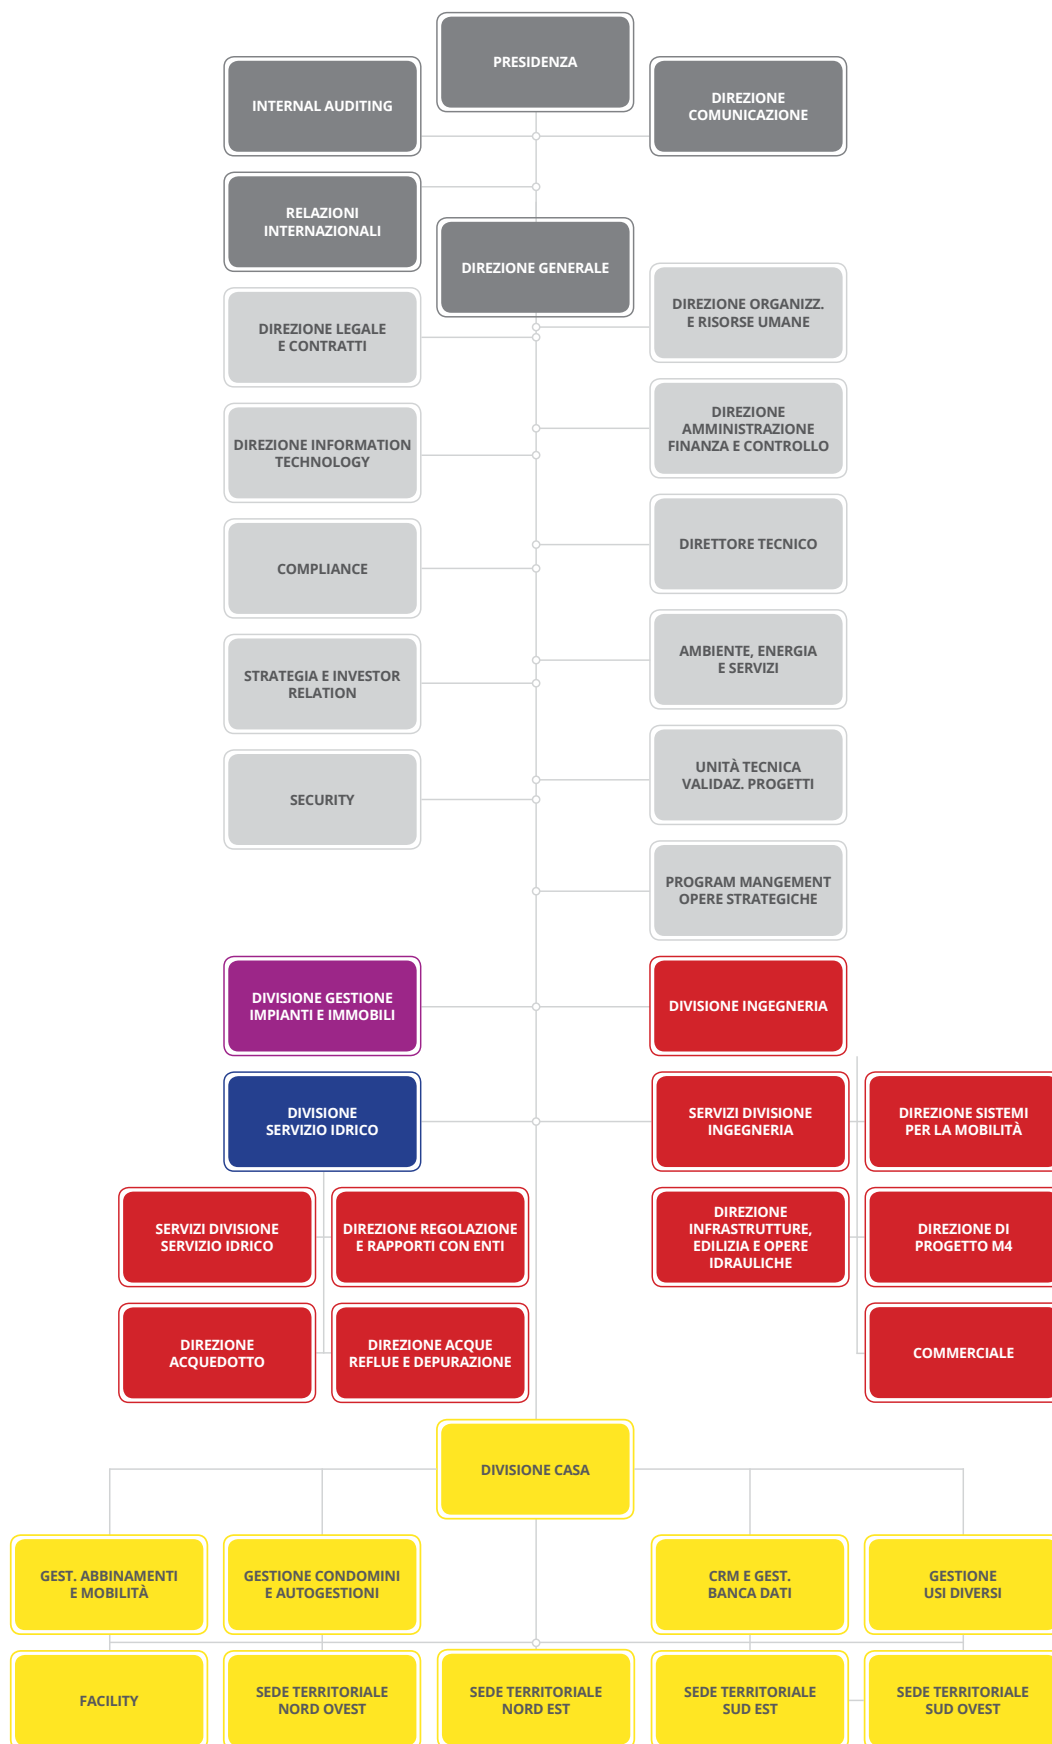 PRESIDENZA
INTERNAL AUDITING
DIREZIONE
COMUNICAZIONE
RELAZIONI
INTERNAZIONALI
DIREZIONE GENERALE
DIREZIONE ORGANIZZ.
E RISORSE UMANE
DIREZIONE LEGALE
E CONTRATTI
DIREZIONE
AMMINISTRAZIONE
FINANZA E CONTROLLO
DIREZIONE INFORMATION
TECHNOLOGY
DIRETTORE TECNICO
COMPLIANCE
AMBIENTE, ENERGIA
E SERVIZI
STRATEGIA E INVESTOR
RELATION
UNITÀ TECNICA
VALIDAZ. PROGETTI
SECURITY
PROGRAM MANGEMENT
OPERE STRATEGICHE
DIVISIONE GESTIONE
IMPIANTI E IMMOBILI
DIVISIONE INGEGNERIA
DIVISIONE
SERVIZIO IDRICO
SERVIZI DIVISIONE
INGEGNERIA
DIREZIONE SISTEMI
PER LA MOBILITÀ
SERVIZI DIVISIONE
SERVIZIO IDRICO
DIREZIONE REGOLAZIONE
E RAPPORTI CON ENTI
DIREZIONE
INFRASTRUTTURE,
EDILIZIA E OPERE
IDRAULICHE
DIREZIONE DI
PROGETTO M4
DIREZIONE
ACQUEDOTTO
DIREZIONE ACQUE
REFLUE E DEPURAZIONE
COMMERCIALE
DIVISIONE CASA
GEST. ABBINAMENTI
E MOBILITÀ
GESTIONE CONDOMINI
E AUTOGESTIONI
CRM E GEST.
BANCA DATI
GESTIONE
USI DIVERSI
FACILITY
SEDE TERRITORIALE
NORD OVEST
SEDE TERRITORIALE
NORD EST
SEDE TERRITORIALE
SUD EST
SEDE TERRITORIALE
SUD OVEST